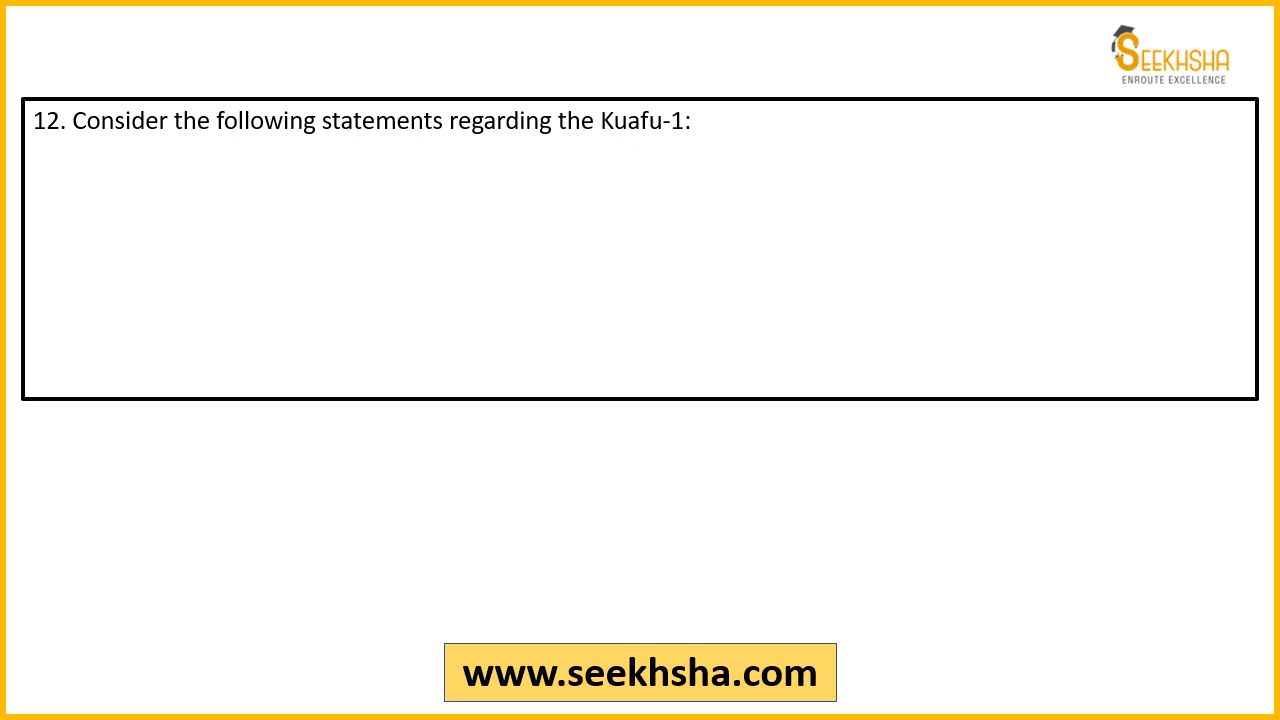 SEEKHSHA
ENROUTE EXCELLENCE
12. Consider the following statements regarding the Kuafu-1:
www.seekhsha.com